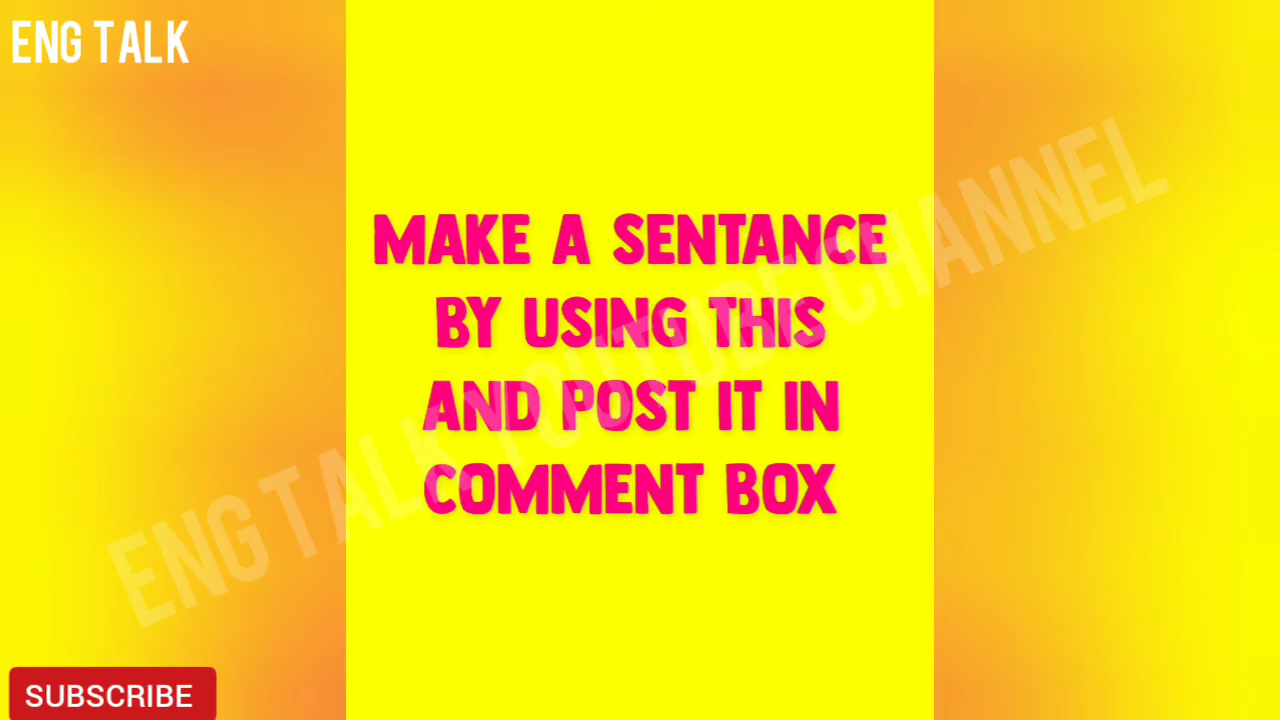 ENG TALK
MAKE A SENTANCE
BY USING THIS
AND POST IT IN
COMMENT BOX
ENG TALK YOUTUBE CHANNEL
SUBSCRIBE